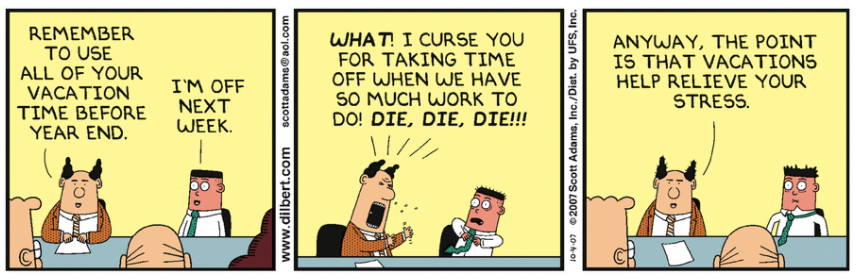 REMEMBER
TO USE
ALL OF YOUR
VACATION
TIME BEFORE
YEAR END.
I'M OFF
NEXT
WEEK.
www.dilbert.com
scottadams@aol.com
WHAT! I CURSE YOU
FOR TAKING TIME
OFF WHEN WE HAVE
SO MUCH WORK TO
DO! DIE, DIE, DIE!!!
10-4-07 ©2007 Scott Adams, Inc./Dist. by UFS, Inc.
ANYWAY, THE POINT
IS THAT VACATIONS
HELP RELIEVE YOUR
STRESS.